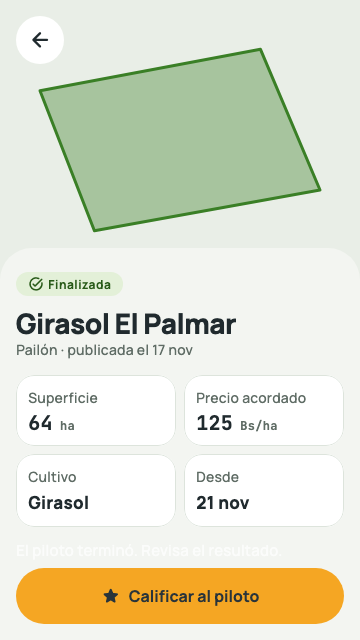 Finalizada
Girasol El Palmar
Pailón · publicada el 17 nov
Superficie
64 ha
Precio acordado
125 Bs/ha
Cultivo
Girasol
Desde
21 nov
El piloto terminó. Revisa el resultado.
Calificar al piloto